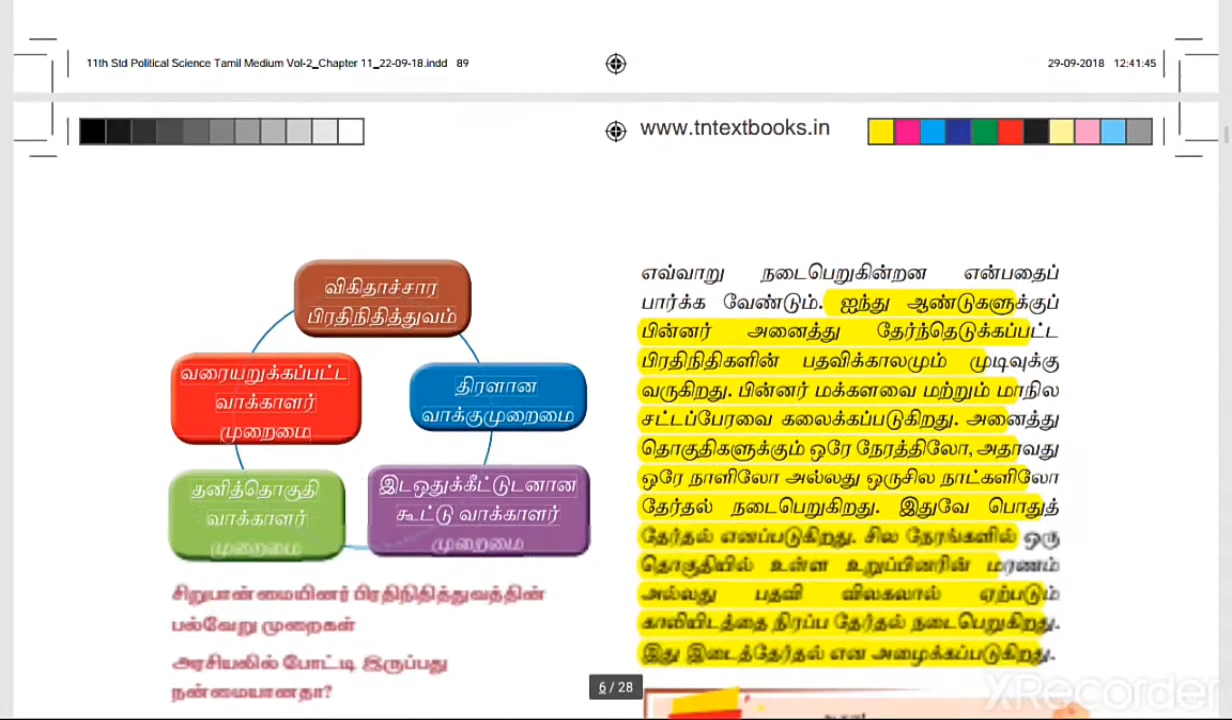 11th Std Political Science Tamil Medium Vol-2_Chapter 11_22-09-18.indd 89
29-09-2018 12:41:45
www.tntextbooks.in
விகிதாச்சார
பிரதிநிதித்துவம்
வரையறுக்கப்பட்ட
வாக்காளர்
முறைமை
திரளான
வாக்குமுறைமை
தனித்தொகுதி
வாக்காளர்
முறைமை
இடஒதுக்கீட்டுடனான
கூட்டு வாக்காளர்
முறைமை
சிறுபான்மையினர் பிரதிநிதித்துவத்தின்
பல்வேறு முறைகள்
அரசியலில் போட்டி இருப்பது
நன்மையானதா?
எவ்வாறு நடைபெறுகின்றன என்பதைப்
பார்க்க வேண்டும். ஐந்து ஆண்டுகளுக்குப்
பின்னர் அனைத்து தேர்ந்தெடுக்கப்பட்ட
பிரதிநிதிகளின் பதவிக்காலமும் முடிவுக்கு
வருகிறது. பின்னர் மக்களவை மற்றும் மாநில
சட்டப்பேரவை கலைக்கப்படுகிறது. அனைத்து
தொகுதிகளுக்கும் ஒரே நேரத்திலோ, அதாவது
ஒரே நாளிலோ அல்லது ஒருசில நாட்களிலோ
தேர்தல் நடைபெறுகிறது. இதுவே பொதுத்
தேர்தல் எனப்படுகிறது. சில நேரங்களில் ஒரு
தொகுதியில் உள்ள உறுப்பினரின் மரணம்
அல்லது பதவி விலகலால் ஏற்படும்
காலியிடத்தை நிரப்ப தேர்தல் நடைபெறுகிறது.
இது இடைத்தேர்தல் என அழைக்கப்படுகிறது.
6 / 28
XRecorder